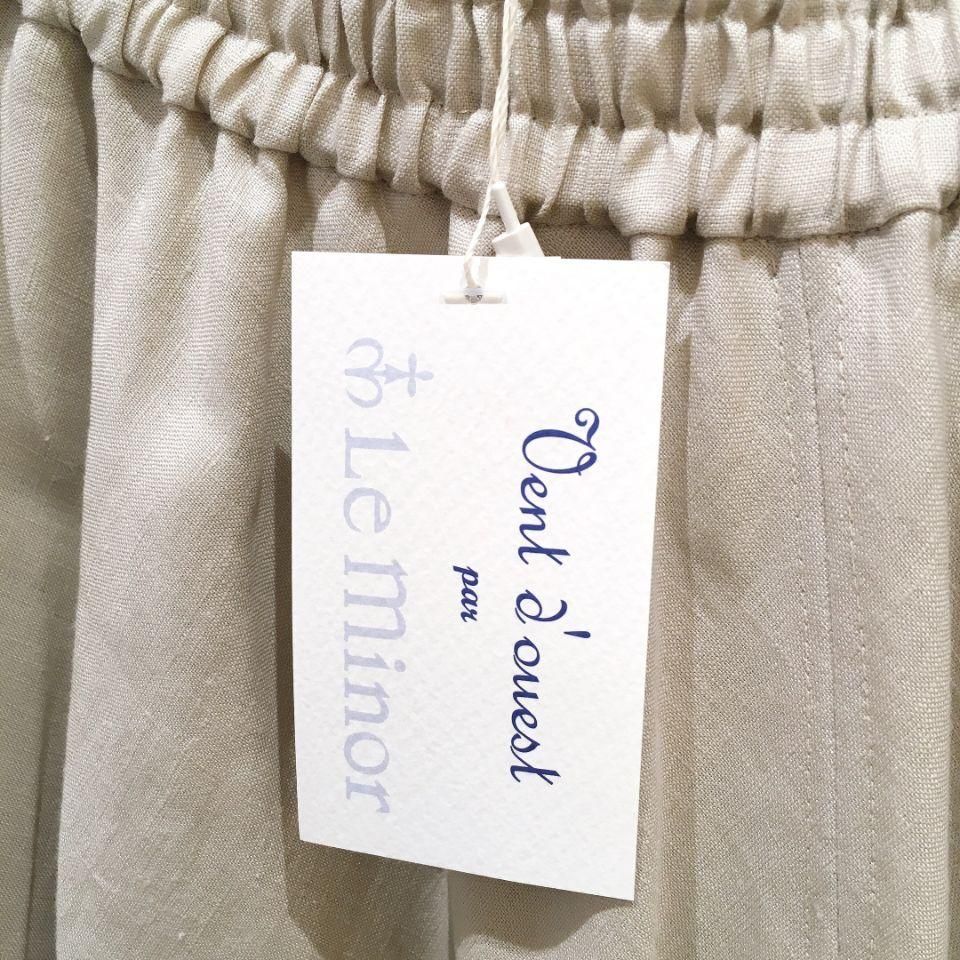 Vent d'ouest
par
Le minor